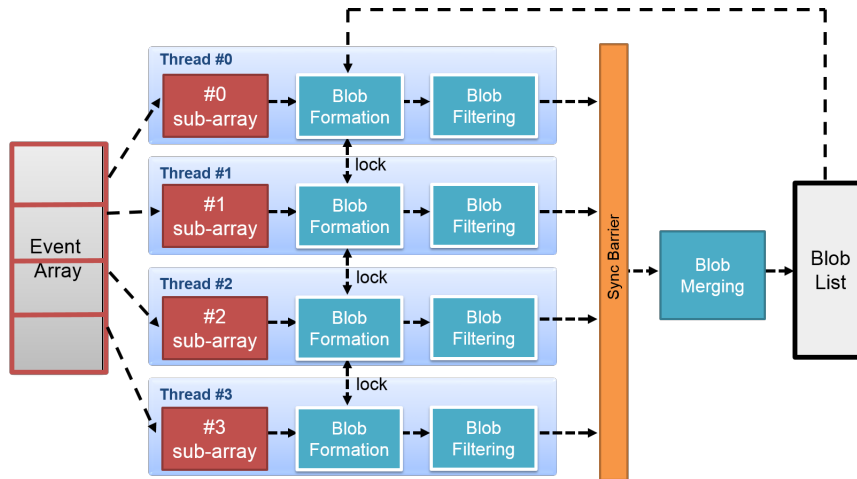 Thread #0
#0
sub-array
Blob
Formation
Blob
Filtering
lock
Thread #1
#1
sub-array
Blob
Formation
Blob
Filtering
lock
Thread #2
#2
sub-array
Blob
Formation
Blob
Filtering
lock
Thread #3
#3
sub-array
Blob
Formation
Blob
Filtering
Event
Array
Sync Barrier
Blob
Merging
Blob
List